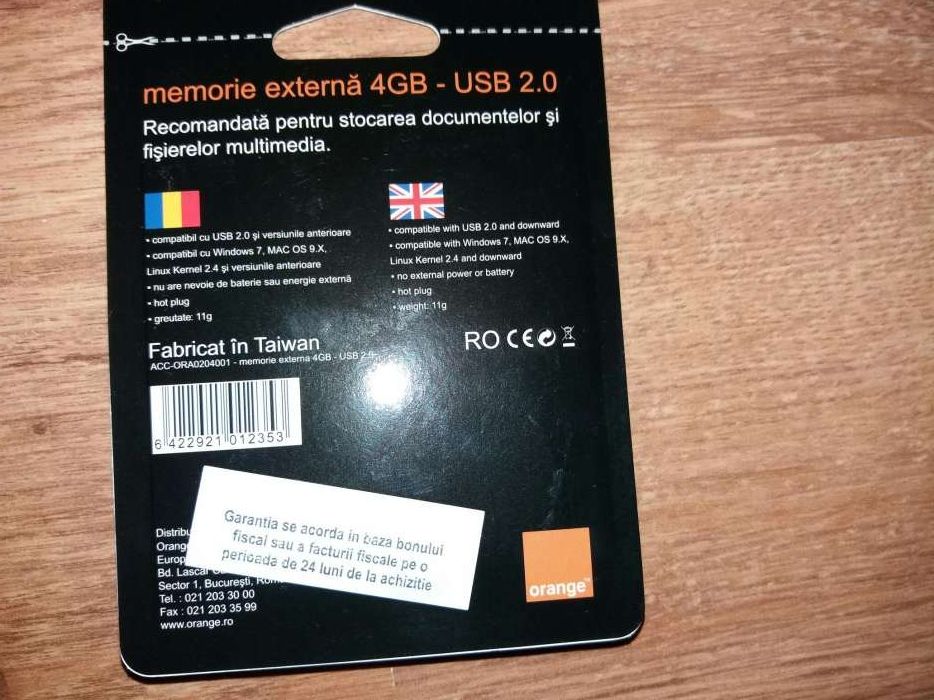 memorie externă 4GB - USB 2.0
Recomandată pentru stocarea documentelor şi
fişierelor multimedia.
• compatibil cu USB 2.0 şi versiunile anterioare
• compatibil cu Windows 7, MAC OS 9.X,
Linux Kernel 2.4 şi versiunile anterioare
• nu are nevoie de baterie sau energie externă
• hot plug
• greutate: 11g
• compatible with USB 2.0 and downward
• compatible with Windows 7, MAC OS 9.X,
Linux Kernel 2.4 and downward
• no external power or battery
• hot plug
• weight: 11g
Fabricat în Taiwan
ACC-ORA0204001 - memorie externa 4GB - USB 2.0
RO CE
6 422921 012353
Garantia se acorda in baza bonului
fiscal sau a facturii fiscale pe o
perioada de 24 luni de la achizitie
Orange
Bd. Lascar
Sector 1, Bucureşti,
Tel. : 021 203 30 00
Fax : 021 203 35 99
www.orange.ro
orange™